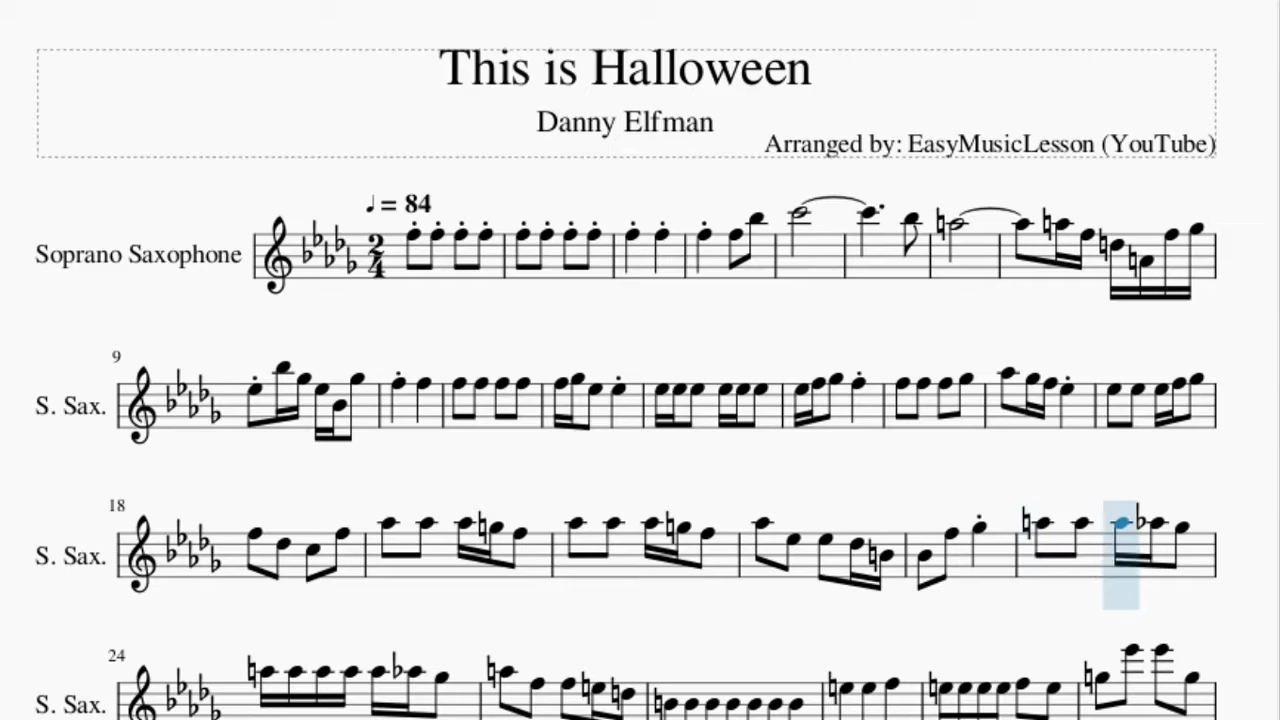 This is Halloween
Danny Elfman
Arranged by: EasyMusicLesson (YouTube)
♩ = 84
Soprano Saxophone
2
4
9
S. Sax.
18
S. Sax.
24
S. Sax.